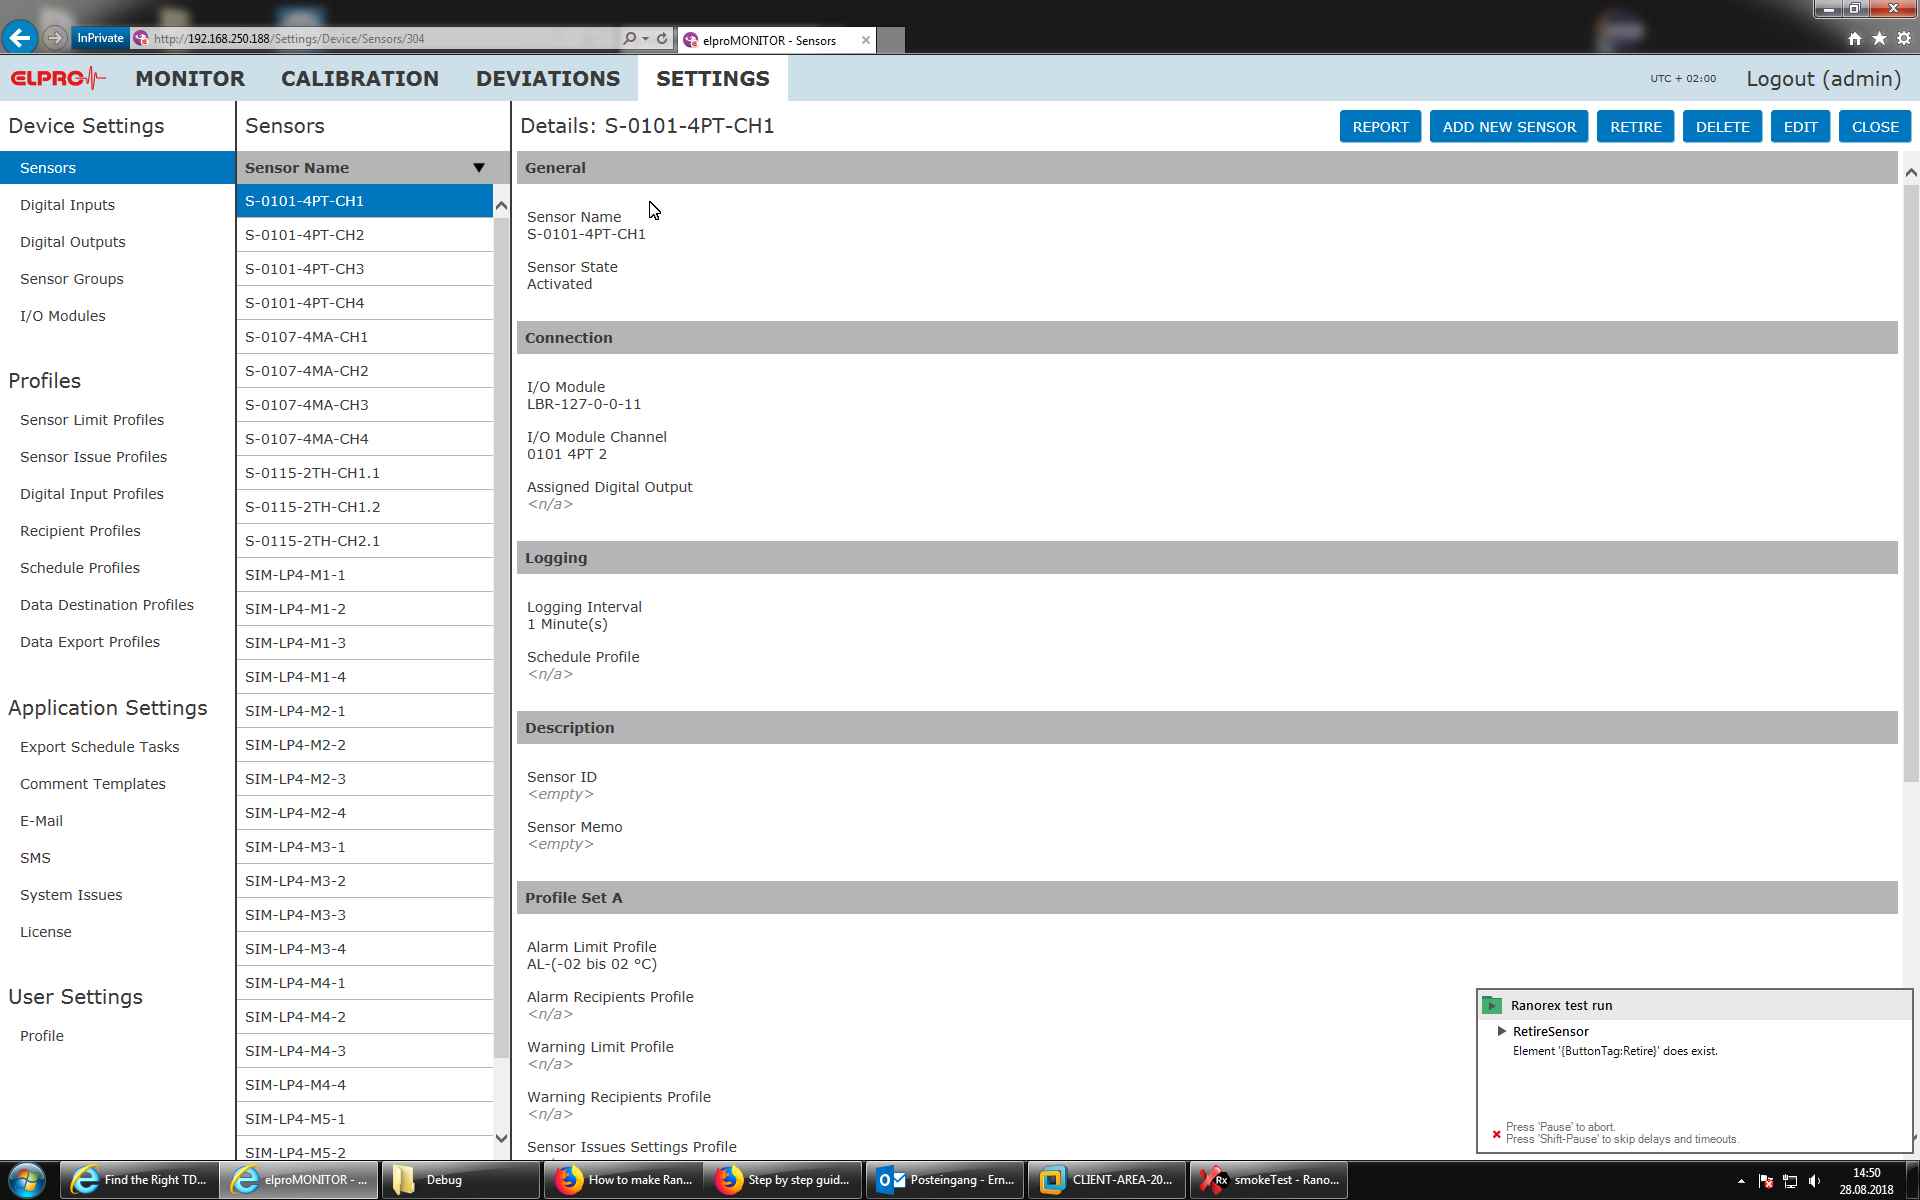 InPrivate
http://192.168.250.188/Settings/Device/Sensors/304
elproMONITOR - Sensors
ELPRO
MONITOR
CALIBRATION
DEVIATIONS
SETTINGS
UTC + 02:00
Logout (admin)
Device Settings
Sensors
Digital Inputs
Digital Outputs
Sensor Groups
I/O Modules
Profiles
Sensor Limit Profiles
Sensor Issue Profiles
Digital Input Profiles
Recipient Profiles
Schedule Profiles
Data Destination Profiles
Data Export Profiles
Application Settings
Export Schedule Tasks
Comment Templates
E-Mail
SMS
System Issues
License
User Settings
Profile
Sensors
Sensor Name
S-0101-4PT-CH1
S-0101-4PT-CH2
S-0101-4PT-CH3
S-0101-4PT-CH4
S-0107-4MA-CH1
S-0107-4MA-CH2
S-0107-4MA-CH3
S-0107-4MA-CH4
S-0115-2TH-CH1.1
S-0115-2TH-CH1.2
S-0115-2TH-CH2.1
SIM-LP4-M1-1
SIM-LP4-M1-2
SIM-LP4-M1-3
SIM-LP4-M1-4
SIM-LP4-M2-1
SIM-LP4-M2-2
SIM-LP4-M2-3
SIM-LP4-M2-4
SIM-LP4-M3-1
SIM-LP4-M3-2
SIM-LP4-M3-3
SIM-LP4-M3-4
SIM-LP4-M4-1
SIM-LP4-M4-2
SIM-LP4-M4-3
SIM-LP4-M4-4
SIM-LP4-M5-1
SIM-LP4-M5-2
Details: S-0101-4PT-CH1
REPORT
ADD NEW SENSOR
RETIRE
DELETE
EDIT
CLOSE
General
Sensor Name
S-0101-4PT-CH1
Sensor State
Activated
Connection
I/O Module
LBR-127-0-0-11
I/O Module Channel
0101 4PT 2
Assigned Digital Output
<n/a>
Logging
Logging Interval
1 Minute(s)
Schedule Profile
<n/a>
Description
Sensor ID
<empty>
Sensor Memo
<empty>
Profile Set A
Alarm Limit Profile
AL-(-02 bis 02 °C)
Alarm Recipients Profile
<n/a>
Warning Limit Profile
<n/a>
Warning Recipients Profile
<n/a>
Sensor Issues Settings Profile
Ranorex test run
RetireSensor
Element '{ButtonTag:Retire}' does exist.
Press 'Pause' to abort.
Press 'Shift-Pause' to skip delays and timeouts.
Find the Right TD...
elproMONITOR - ...
Debug
How to make Ran...
Step by step guid...
Posteingang - Ern...
CLIENT-AREA-20...
Rx
smokeTest - Rano...
14:50
28.08.2018